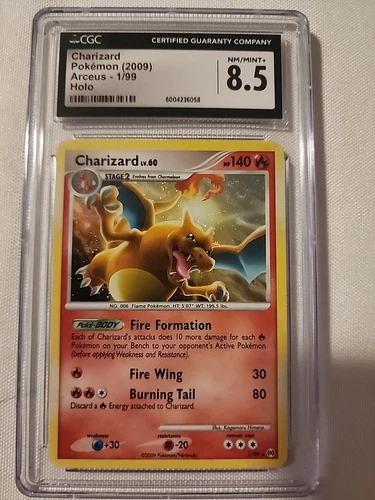 CGC
CERTIFIED GUARANTY COMPANY
Charizard
Pokémon (2009)
Arceus - 1/99
Holo
NM/MINT+
8.5
6004236058
Charizard LV.60
HP 140
STAGE 2 Evolves from Charmeleon
NO. 006 Flame Pokémon HT: 5'07" WT: 199.5 lbs.
Poké-BODY Fire Formation
Each of Charizard's attacks does 10 more damage for each
Pokémon on your Bench to your opponent's Active Pokémon
(before applying Weakness and Resistance).
Fire Wing 30
Burning Tail 80
Discard a Energy attached to Charizard.
Illus. Kagemaru Himeno
weakness resistance retreat cost
+30 -20
©2009 Pokémon/Nintendo
1/99